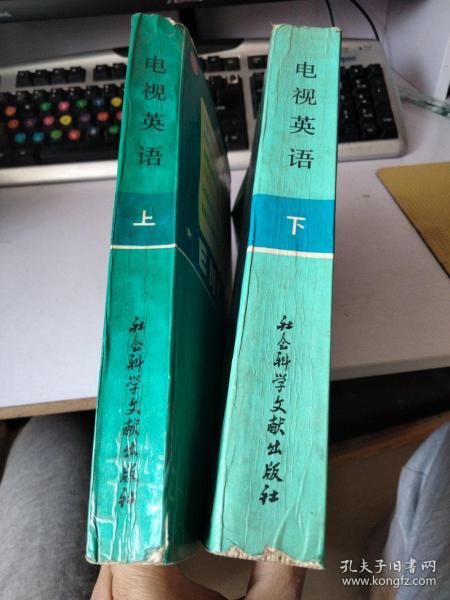 电视英语
上
社会科学文献出版社
电视英语
下
社会科学文献出版社
孔夫子旧书网
www.kongfz.com